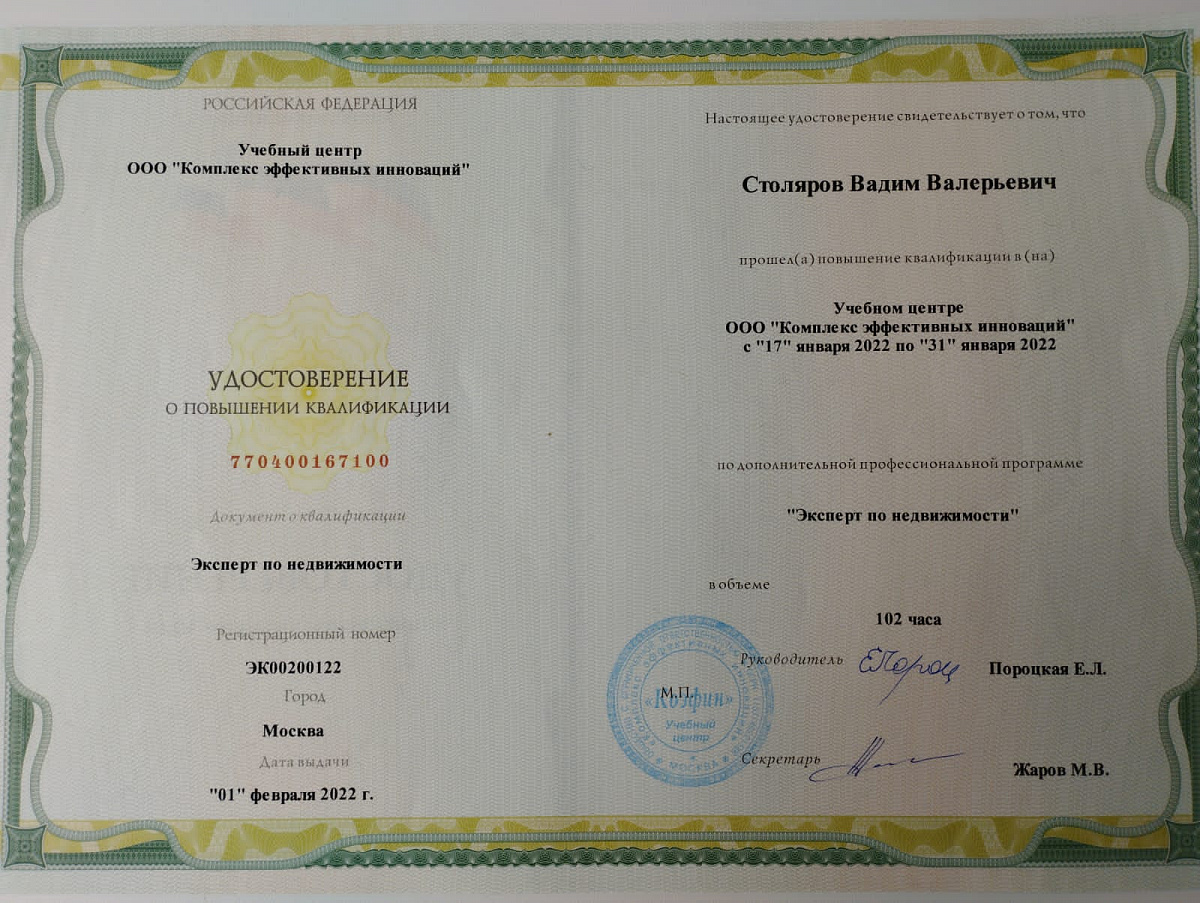 РОССИЙСКАЯ ФЕДЕРАЦИЯ
Учебный центр
ООО "Комплекс эффективных инноваций"
УДОСТОВЕРЕНИЕ
О ПОВЫШЕНИИ КВАЛИФИКАЦИИ
770400167100
Документ о квалификации
Эксперт по недвижимости
Регистрационный номер
ЭК00200122
Город
Москва
Дата выдачи
"01" февраля 2022 г.
Настоящее удостоверение свидетельствует о том, что
Столяров Вадим Валерьевич
прошел(а) повышение квалификации в (на)
Учебном центре
ООО "Комплекс эффективных инноваций"
с "17" января 2022 по "31" января 2022
по дополнительной профессиональной программе
"Эксперт по недвижимости"
в объеме
102 часа
Руководитель
Пороцкая Е.Л.
М.П.
«Коэфин»
Учебный
центр
МОСКВА
Секретарь
Жаров М.В.